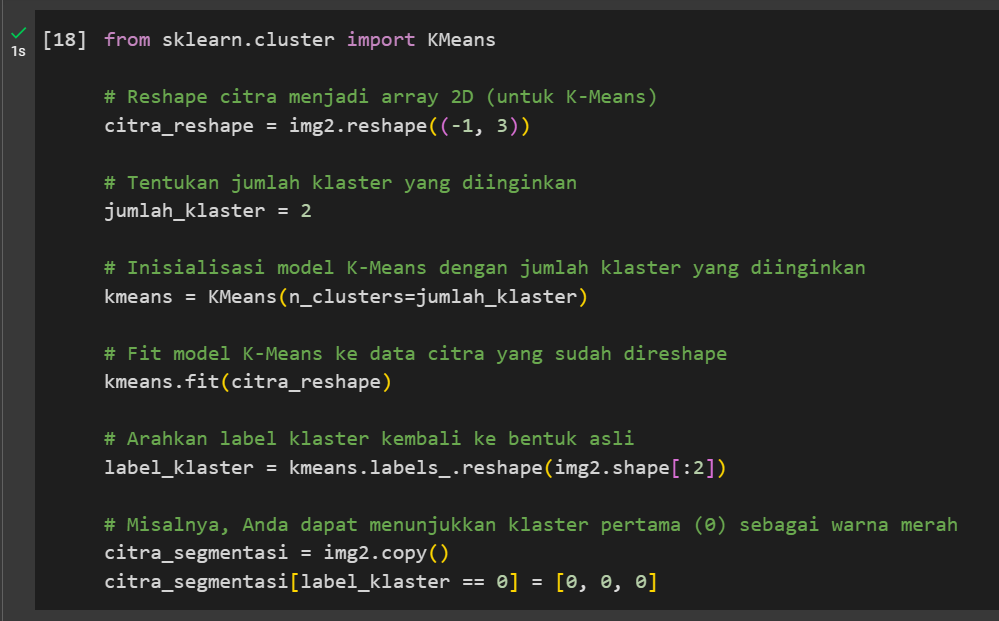 [18] from sklearn.cluster import KMeans
1s
# Reshape citra menjadi array 2D (untuk K-Means)
citra_reshape = img2.reshape((-1, 3))
# Tentukan jumlah klaster yang diinginkan
jumlah_klaster = 2
# Inisialisasi model K-Means dengan jumlah klaster yang diinginkan
kmeans = KMeans(n_clusters=jumlah_klaster)
# Fit model K-Means ke data citra yang sudah direshape
kmeans.fit(citra_reshape)
# Arahkan label klaster kembali ke bentuk asli
label_klaster = kmeans.labels_.reshape(img2.shape[:2])
# Misalnya, Anda dapat menunjukkan klaster pertama (0) sebagai warna merah
citra_segmentasi = img2.copy()
citra_segmentasi[label_klaster == 0] = [0, 0, 0]